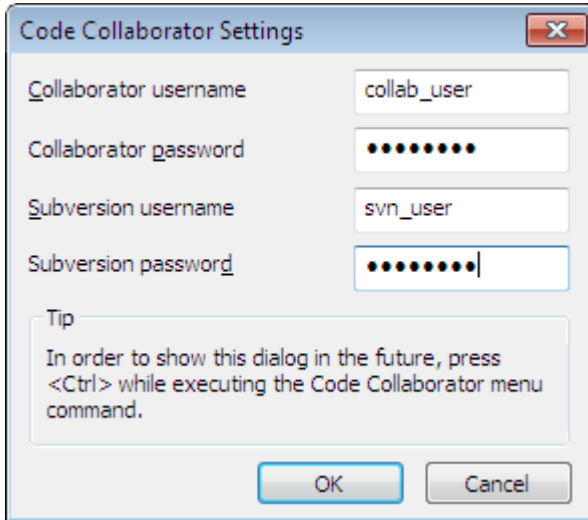 Code Collaborator Settings
Collaborator username
collab_user
Collaborator password
●●●●●●●●
Subversion username
svn_user
Subversion password
●●●●●●●●
Tip
In order to show this dialog in the future, press
<Ctrl> while executing the Code Collaborator menu
command.
OK
Cancel